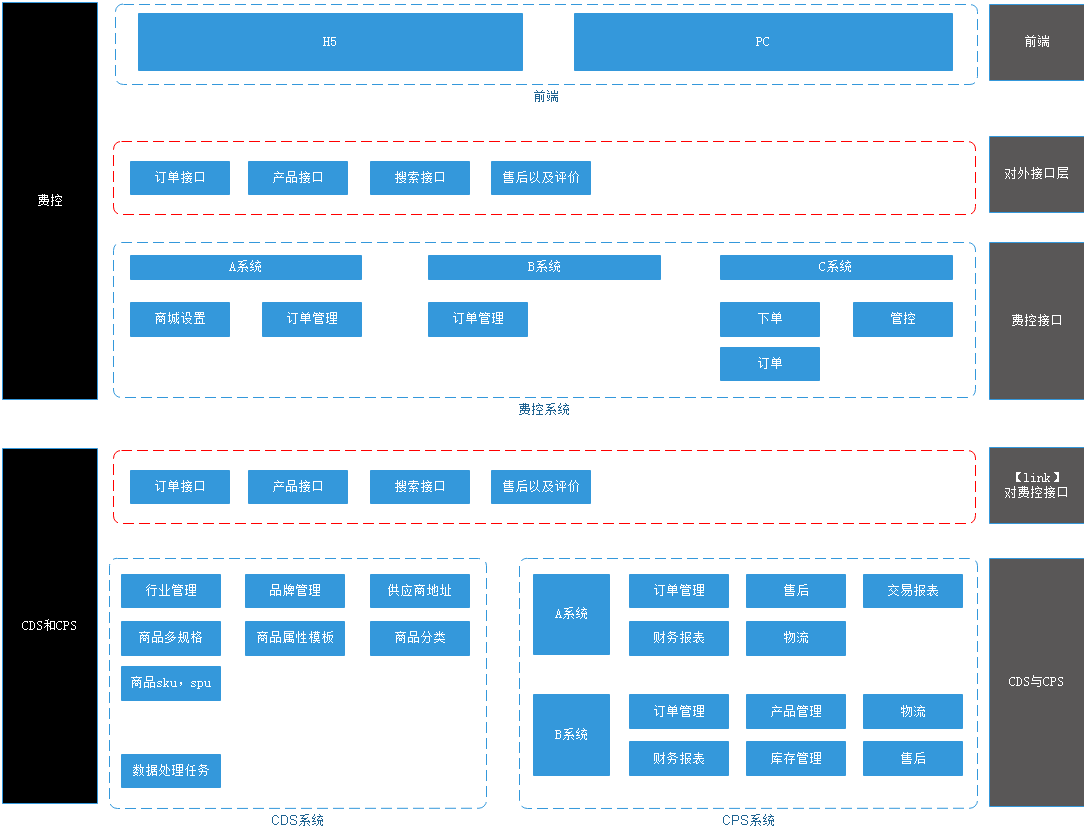 费控
H5
PC
前端
前端
订单接口
产品接口
搜索接口
售后以及评价
对外接口层
A系统
B系统
C系统
商城设置
订单管理
订单管理
下单
管控
订单
费控接口
费控系统
CDS和CPS
订单接口
产品接口
搜索接口
售后以及评价
【link】
对费控接口
行业管理
品牌管理
供应商地址
商品多规格
商品属性模板
商品分类
商品sku，spu
数据处理任务
CDS系统
A系统
订单管理
售后
交易报表
财务报表
物流
B系统
订单管理
产品管理
物流
财务报表
库存管理
售后
CPS系统
CDS与CPS